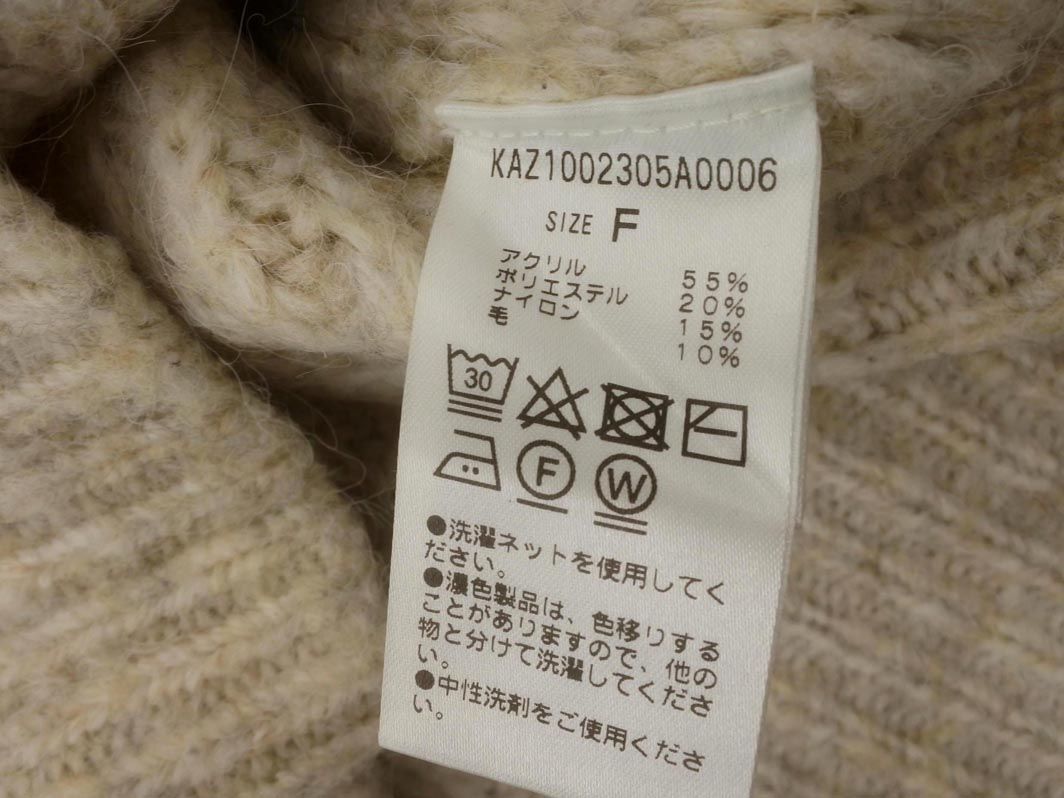 KAZ1002305A0006
SIZE F
アクリル 55%
ポリエステル 20%
ナイロン 15%
毛 10%
30
F W
●洗濯ネットを使用してく
ださい。
●濃色製品は、色移りする
ことがありますので、他の
物と分けて洗濯してくださ
い。
●中性洗剤をご使用くださ
い。